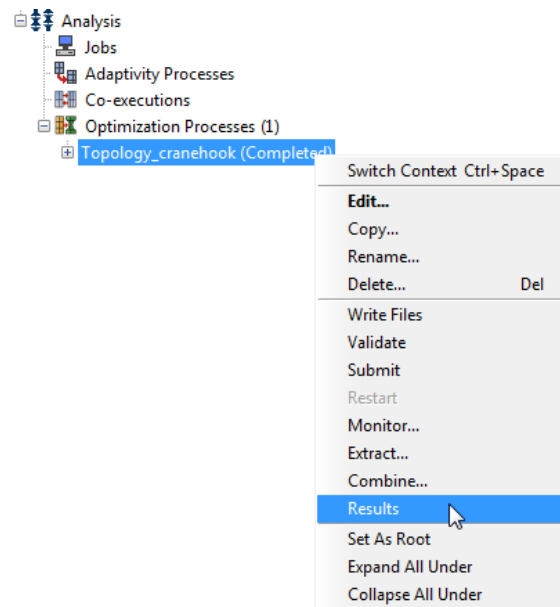 Analysis
Jobs
Adaptivity Processes
Co-executions
Optimization Processes (1)
Topology_cranehook (Completed)
Switch Context Ctrl+Space
Edit...
Copy...
Rename...
Delete... Del
Write Files
Validate
Submit
Restart
Monitor...
Extract...
Combine...
Results
Set As Root
Expand All Under
Collapse All Under